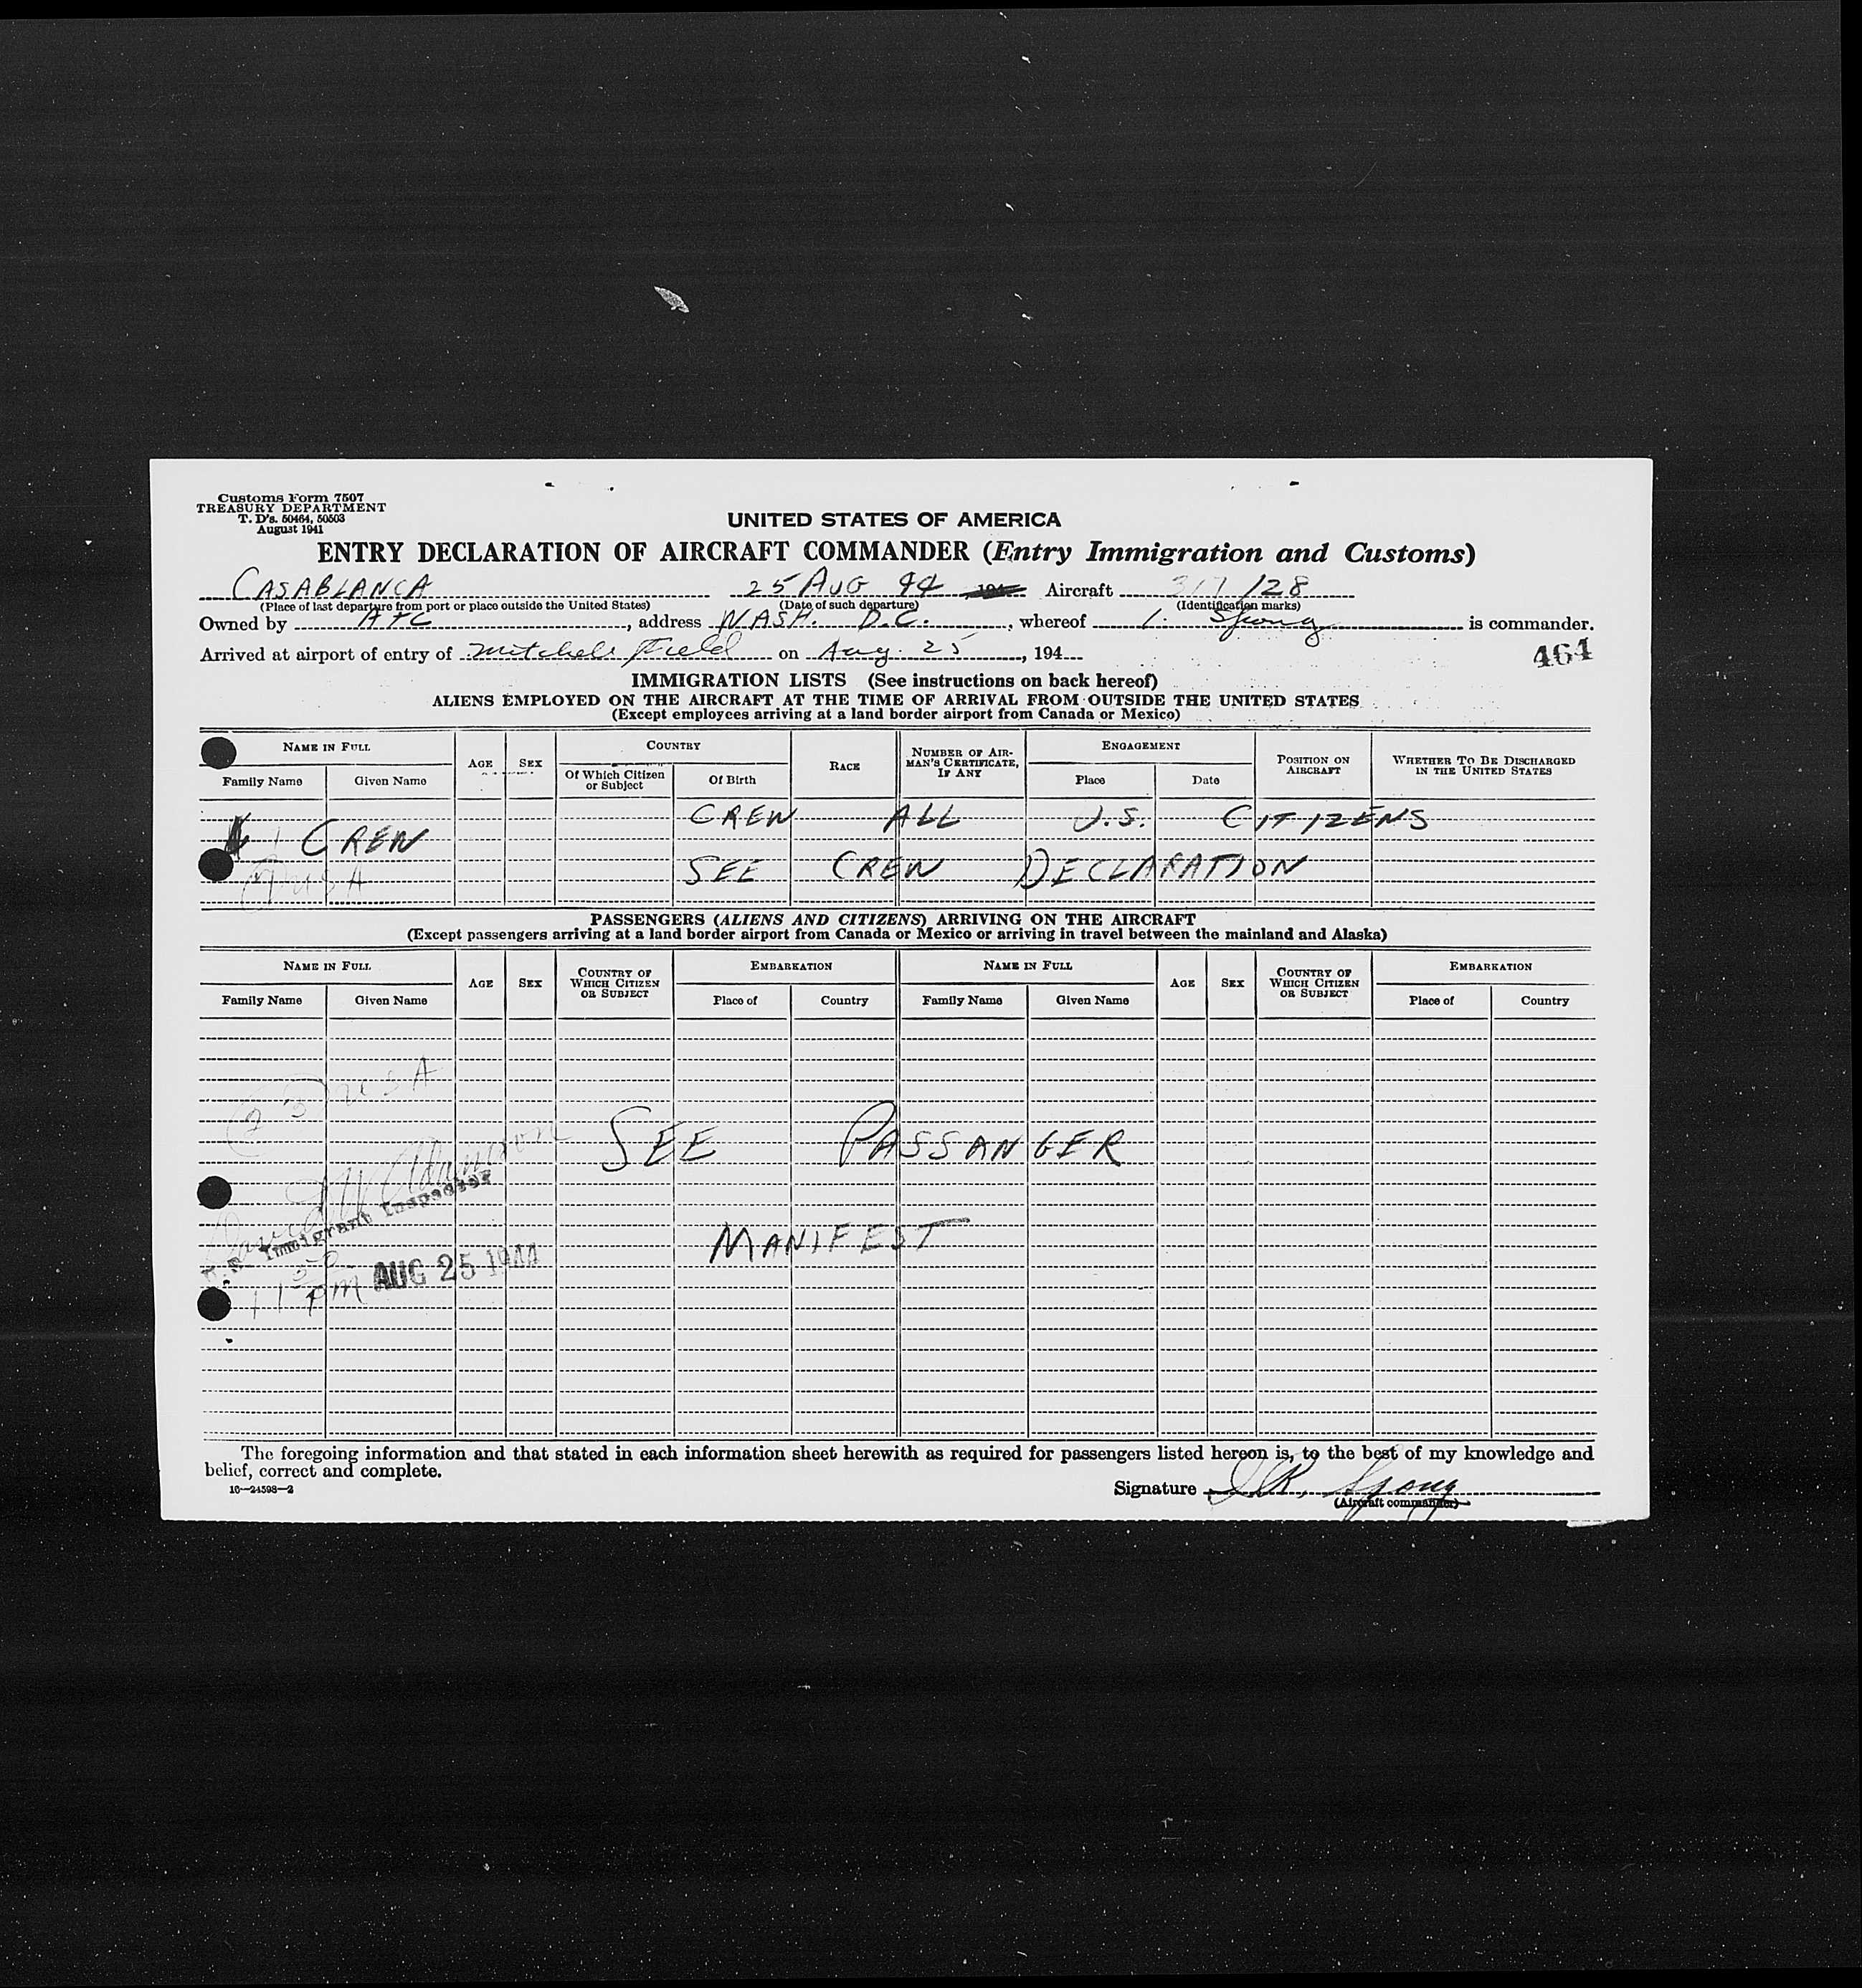 Customs Form 7507
TREASURY DEPARTMENT
T. D's. 50464, 50503
August 1941
UNITED STATES OF AMERICA
ENTRY DECLARATION OF AIRCRAFT COMMANDER (Entry Immigration and Customs)
CASABLANCA 25 AUG 44 194 Aircraft 317128
(Place of last departure from port or place outside the United States) (Date of such departure) (Identification marks)
Owned by ATC, address WASH. D.C., whereof I. Spong is commander.
Arrived at airport of entry of Mitchell Field on Aug. 25, 194
464
IMMIGRATION LISTS (See instructions on back hereof)
ALIENS EMPLOYED ON THE AIRCRAFT AT THE TIME OF ARRIVAL FROM OUTSIDE THE UNITED STATES
(Except employees arriving at a land border airport from Canada or Mexico)
NAME IN FULL AGE SEX COUNTRY RACE NUMBER OF AIRMAN'S CERTIFICATE, IF ANY ENGAGEMENT POSITION ON AIRCRAFT WHETHER TO BE DISCHARGED IN THE UNITED STATES
Family Name Given Name Of Which Citizen or Subject Of Birth Place Date
CREW ALL U.S. CITIZENS
CREW
SEE CREW DECLARATION
USA
PASSENGERS (ALIENS AND CITIZENS) ARRIVING ON THE AIRCRAFT
(Except passengers arriving at a land border airport from Canada or Mexico or arriving in travel between the mainland and Alaska)
NAME IN FULL AGE SEX COUNTRY OF WHICH CITIZEN OR SUBJECT EMBARKATION NAME IN FULL AGE SEX COUNTRY OF WHICH CITIZEN OR SUBJECT EMBARKATION
Family Name Given Name Place of Country Family Name Given Name Place of Country
23 USA
SEE PASSANGER
Immigrant Inspector
MANIFEST
11 30 pm AUG 25 1944
The foregoing information and that stated in each information sheet herewith as required for passengers listed hereon is, to the best of my knowledge and
belief, correct and complete.
16—24598—2
Signature I.R. Spong
(Aircraft commander)